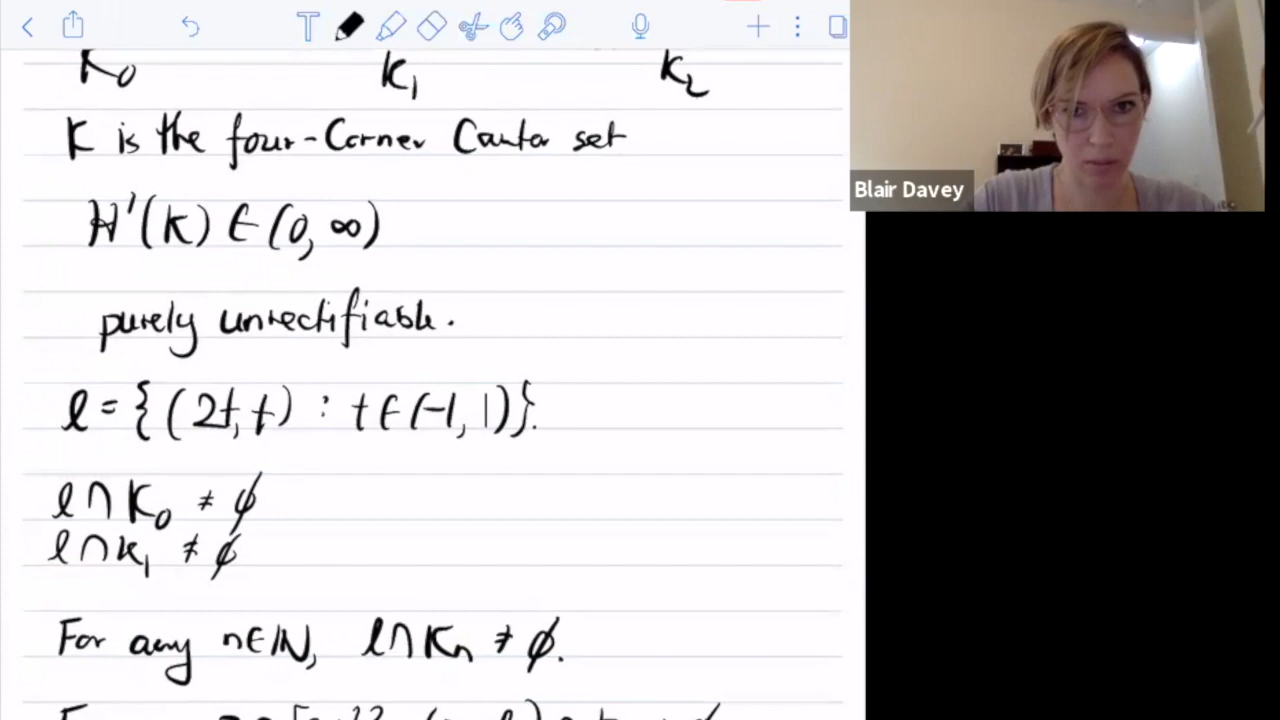 K₀ K₁ K₂
K is the four-Corner Cantor set
H¹(K) ∈ (0, ∞)
Blair Davey
purely unrectifiable.
ℓ = { (2t, t) : t ∈ (-1, 1) }.
ℓ ∩ K₀ ≠ ∅
ℓ ∩ K₁ ≠ ∅
For any n ∈ ℕ, ℓ ∩ Kₙ ≠ ∅.